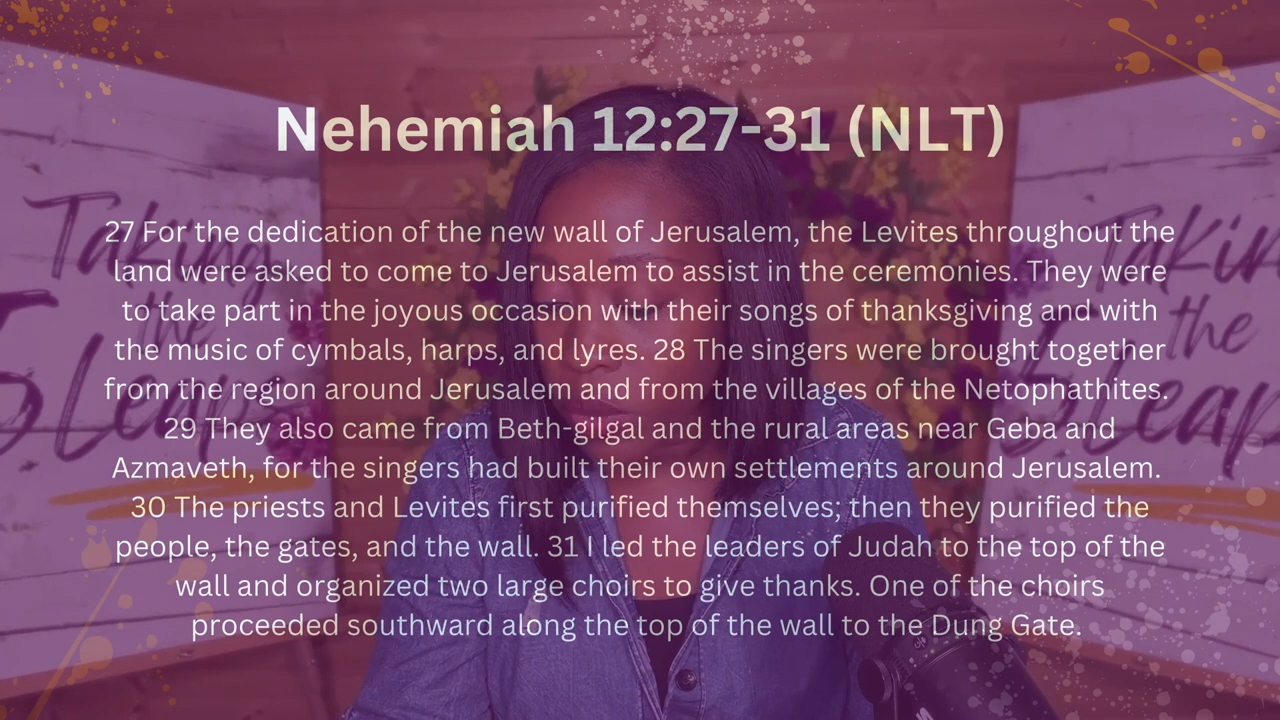 Nehemiah 12:27-31 (NLT)
27 For the dedication of the new wall of Jerusalem, the Levites throughout the
land were asked to come to Jerusalem to assist in the ceremonies. They were
to take part in the joyous occasion with their songs of thanksgiving and with
the music of cymbals, harps, and lyres. 28 The singers were brought together
from the region around Jerusalem and from the villages of the Netophathites.
29 They also came from Beth-gilgal and the rural areas near Geba and
Azmaveth, for the singers had built their own settlements around Jerusalem.
30 The priests and Levites first purified themselves; then they purified the
people, the gates, and the wall. 31 I led the leaders of Judah to the top of the
wall and organized two large choirs to give thanks. One of the choirs
proceeded southward along the top of the wall to the Dung Gate.
Taking
the
Leap
Takin
the
Leap